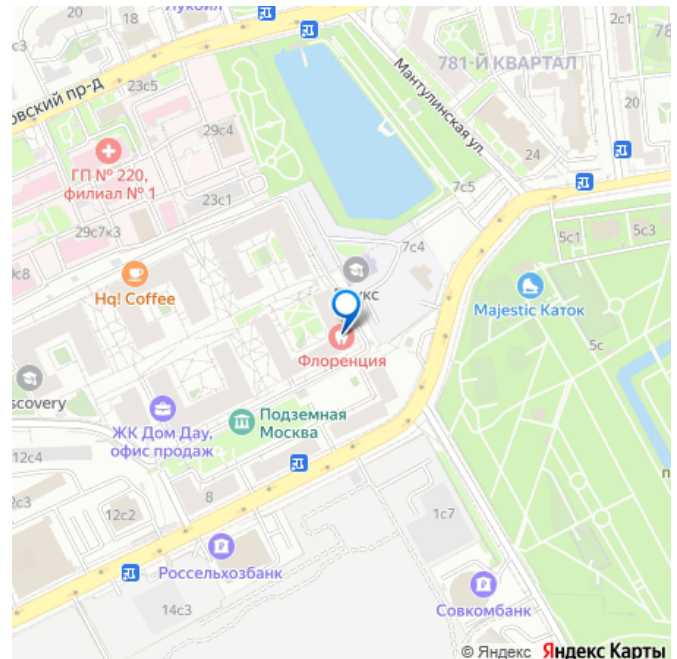 20
18
Лукойл
2с1
78
781-Й КВАРТАЛ
вский пр-д
23с5
Мантулинская ул.
20
29с4
24
ГП № 220,
филиал № 1
23с1
7с5
29с7к3
7с4
5с1
5с3
9с8
Hq! Coffee
Majestic Каток
5с
Флоренция
scovery
ЖК Дом Дау,
офис продаж
Подземная
Москва
12с4
2с3
12с2
8
1с7
п
Россельхозбанк
14с3
Совкомбанк
© Яндекс Яндекс Карты